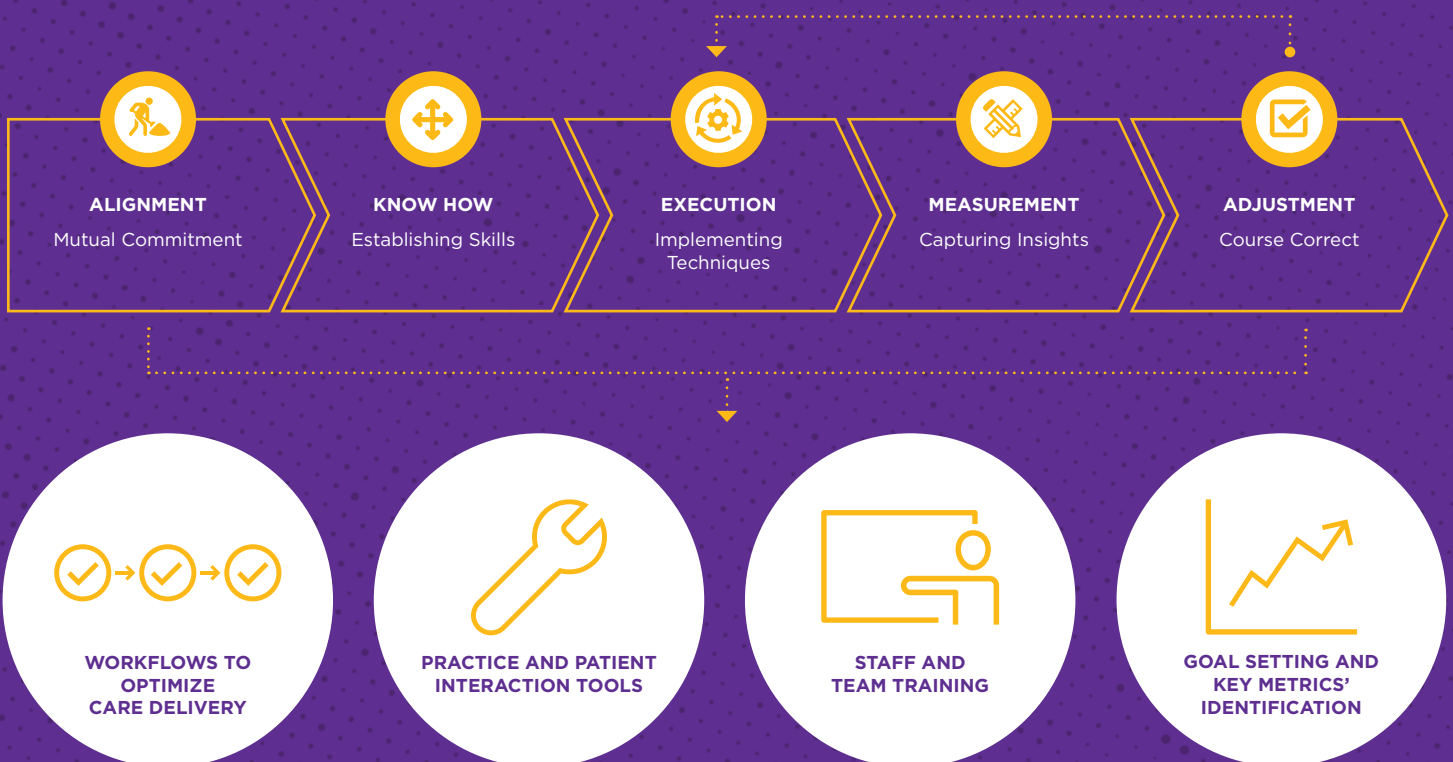 ALIGNMENT
Mutual Commitment
KNOW HOW
Establishing Skills
EXECUTION
Implementing
Techniques
MEASUREMENT
Capturing Insights
ADJUSTMENT
Course Correct
WORKFLOWS TO
OPTIMIZE
CARE DELIVERY
PRACTICE AND PATIENT
INTERACTION TOOLS
STAFF AND
TEAM TRAINING
GOAL SETTING AND
KEY METRICS’
IDENTIFICATION